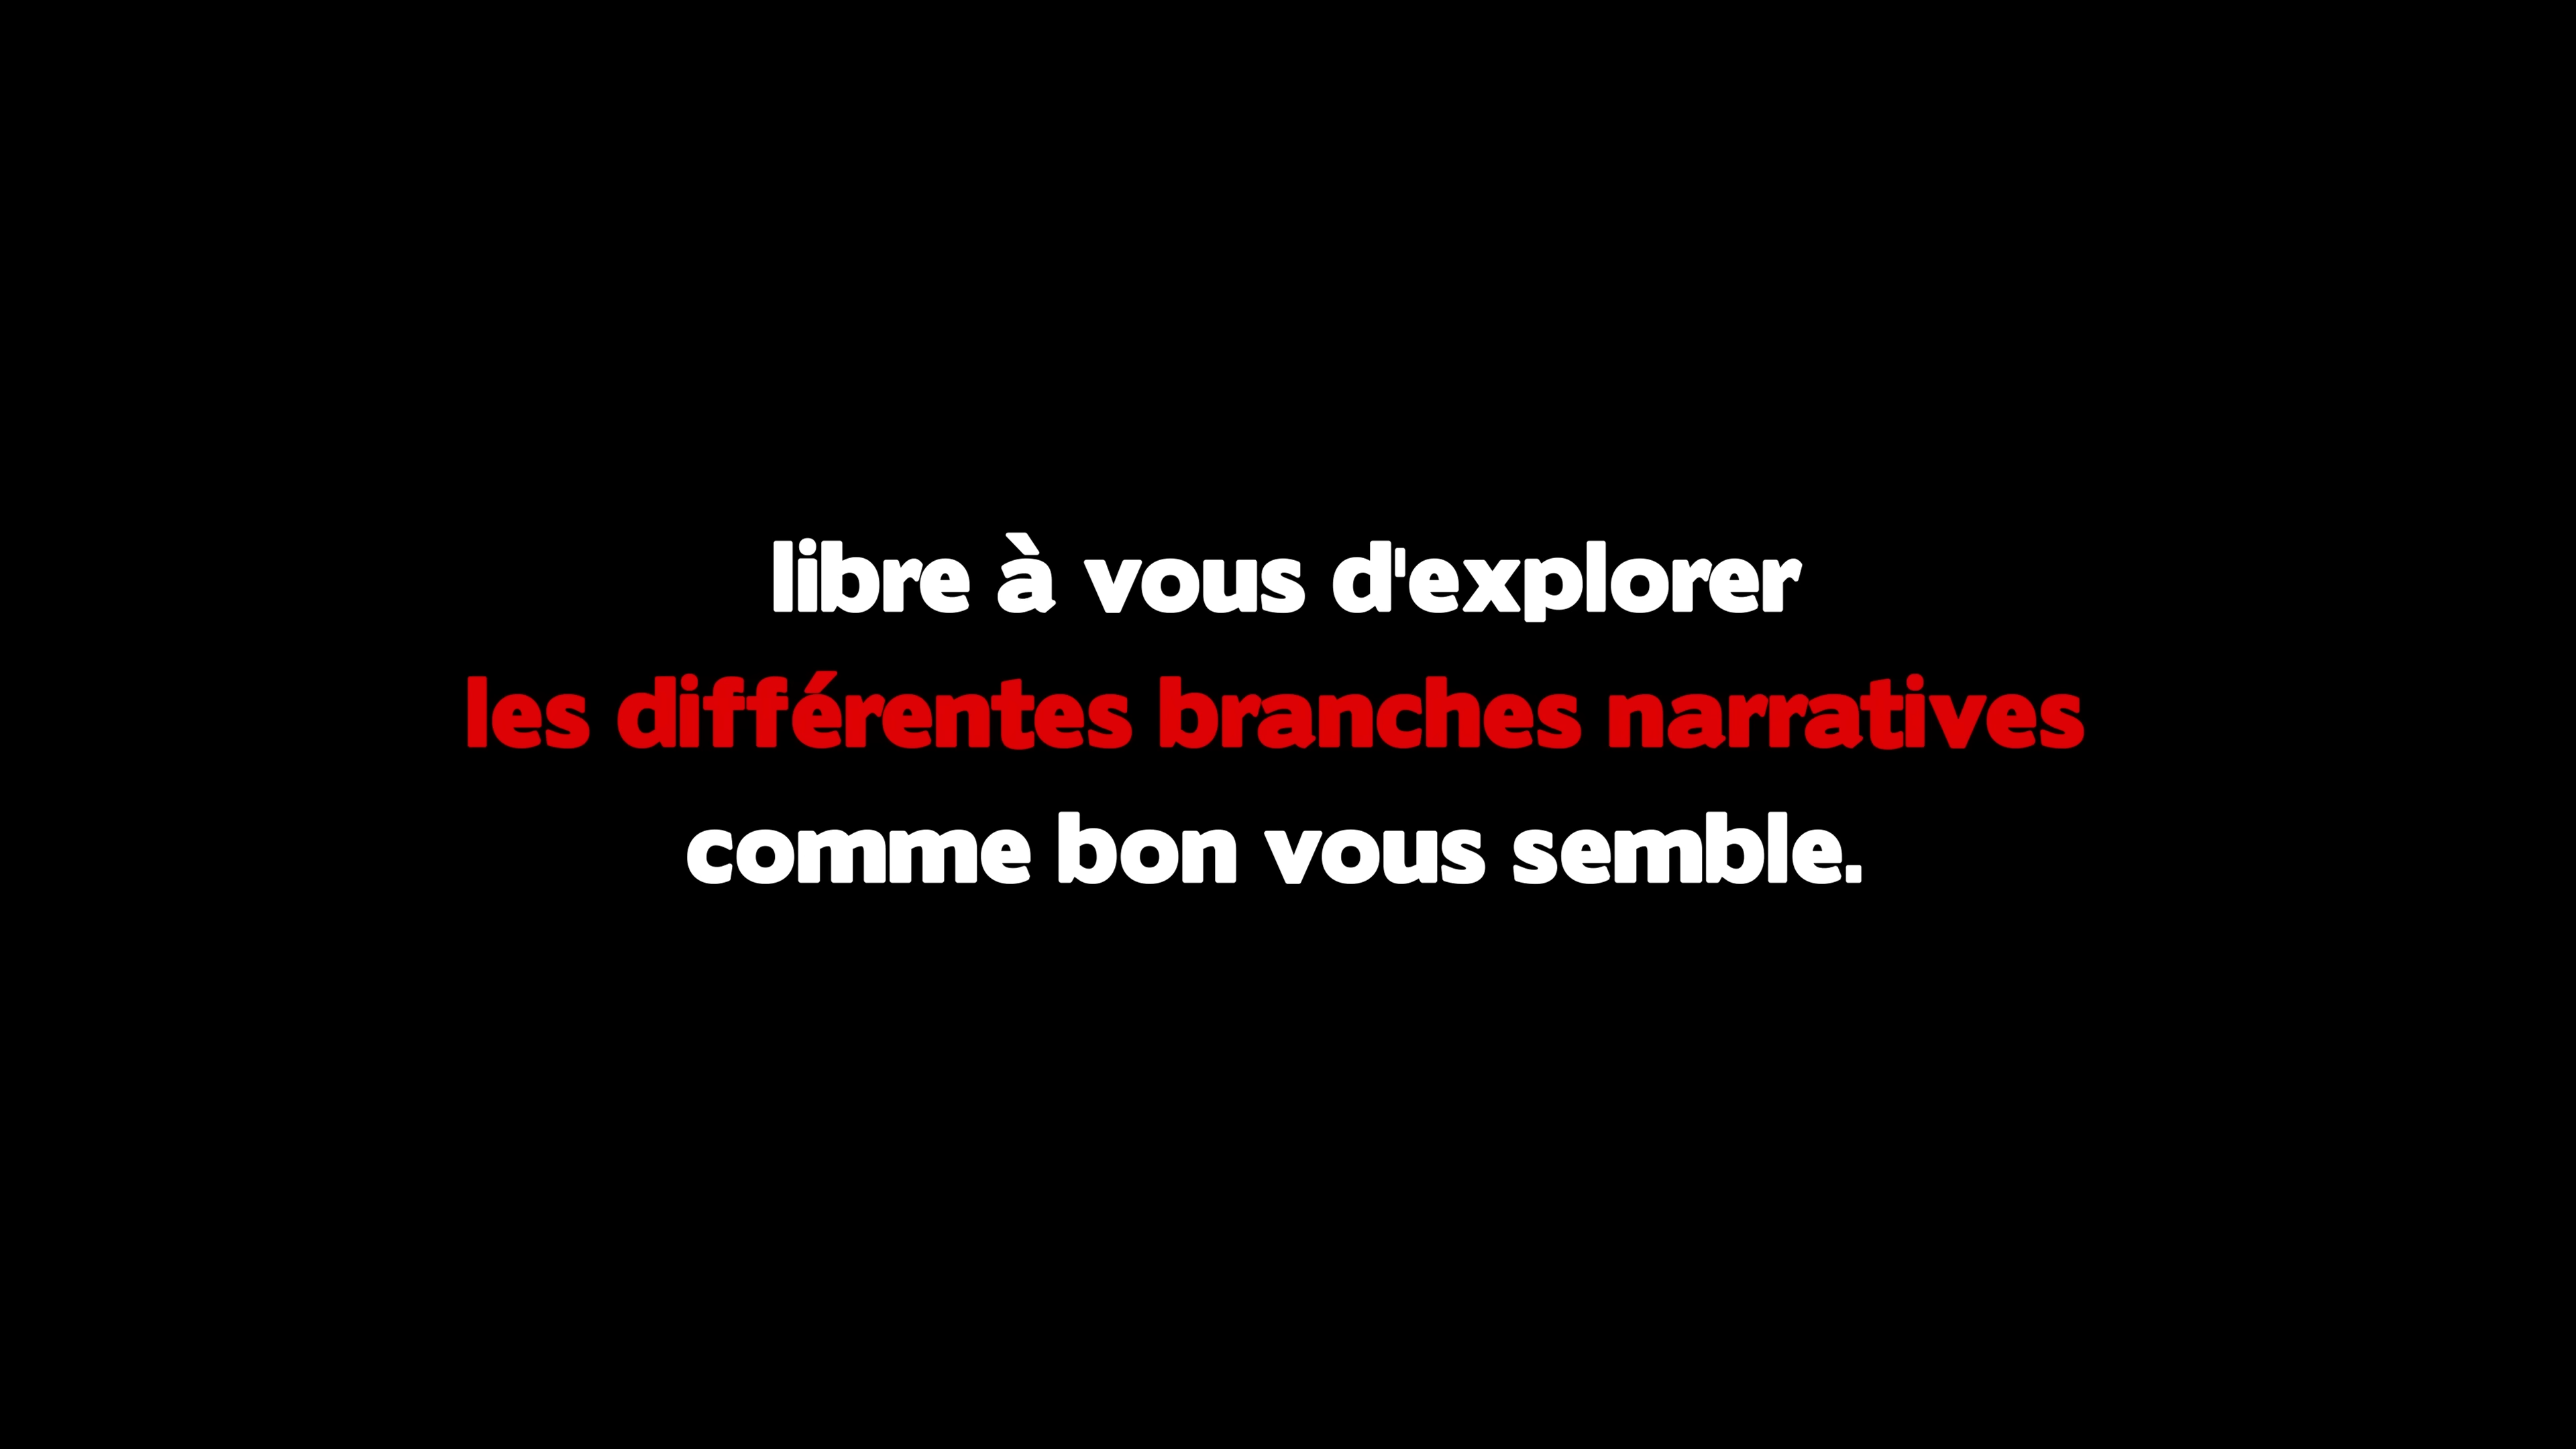 libre à vous d'explorer
les différentes branches narratives
comme bon vous semble.